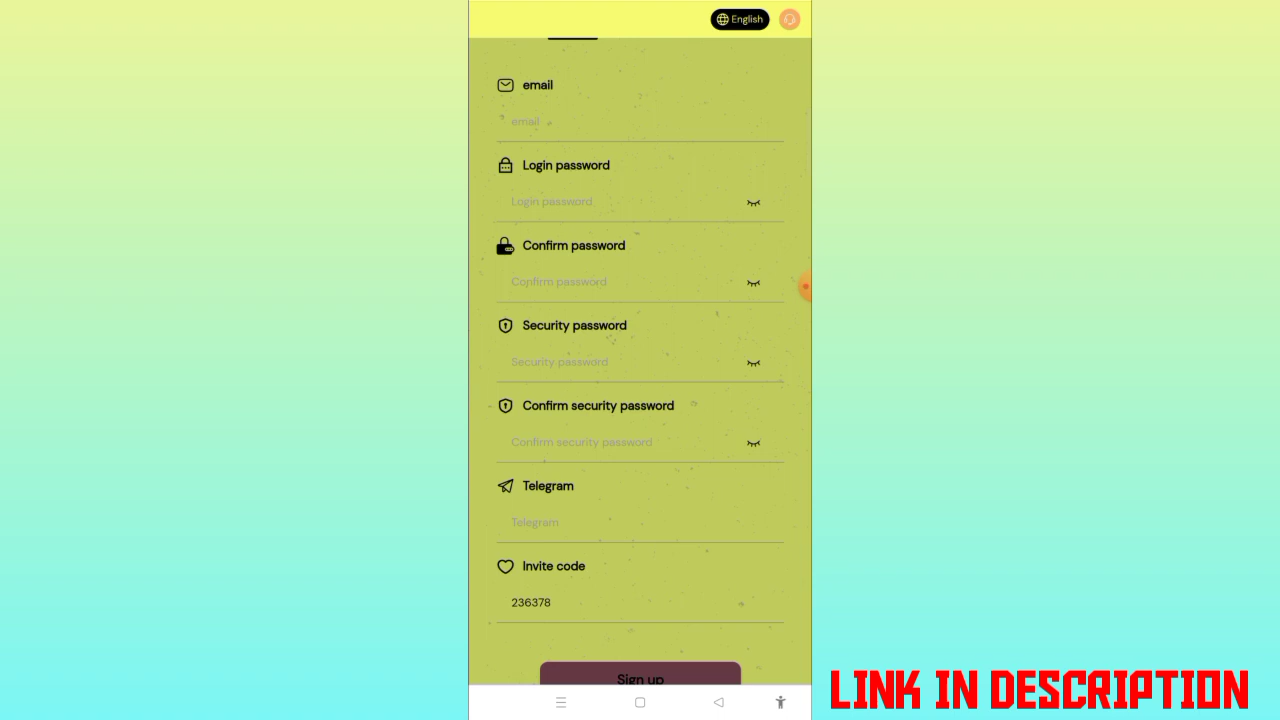 English
email
email
Login password
Login password
Confirm password
Confirm password
Security password
Security password
Confirm security password
Confirm security password
Telegram
Telegram
Invite code
236378
Sign up
LINK IN DESCRIPTION